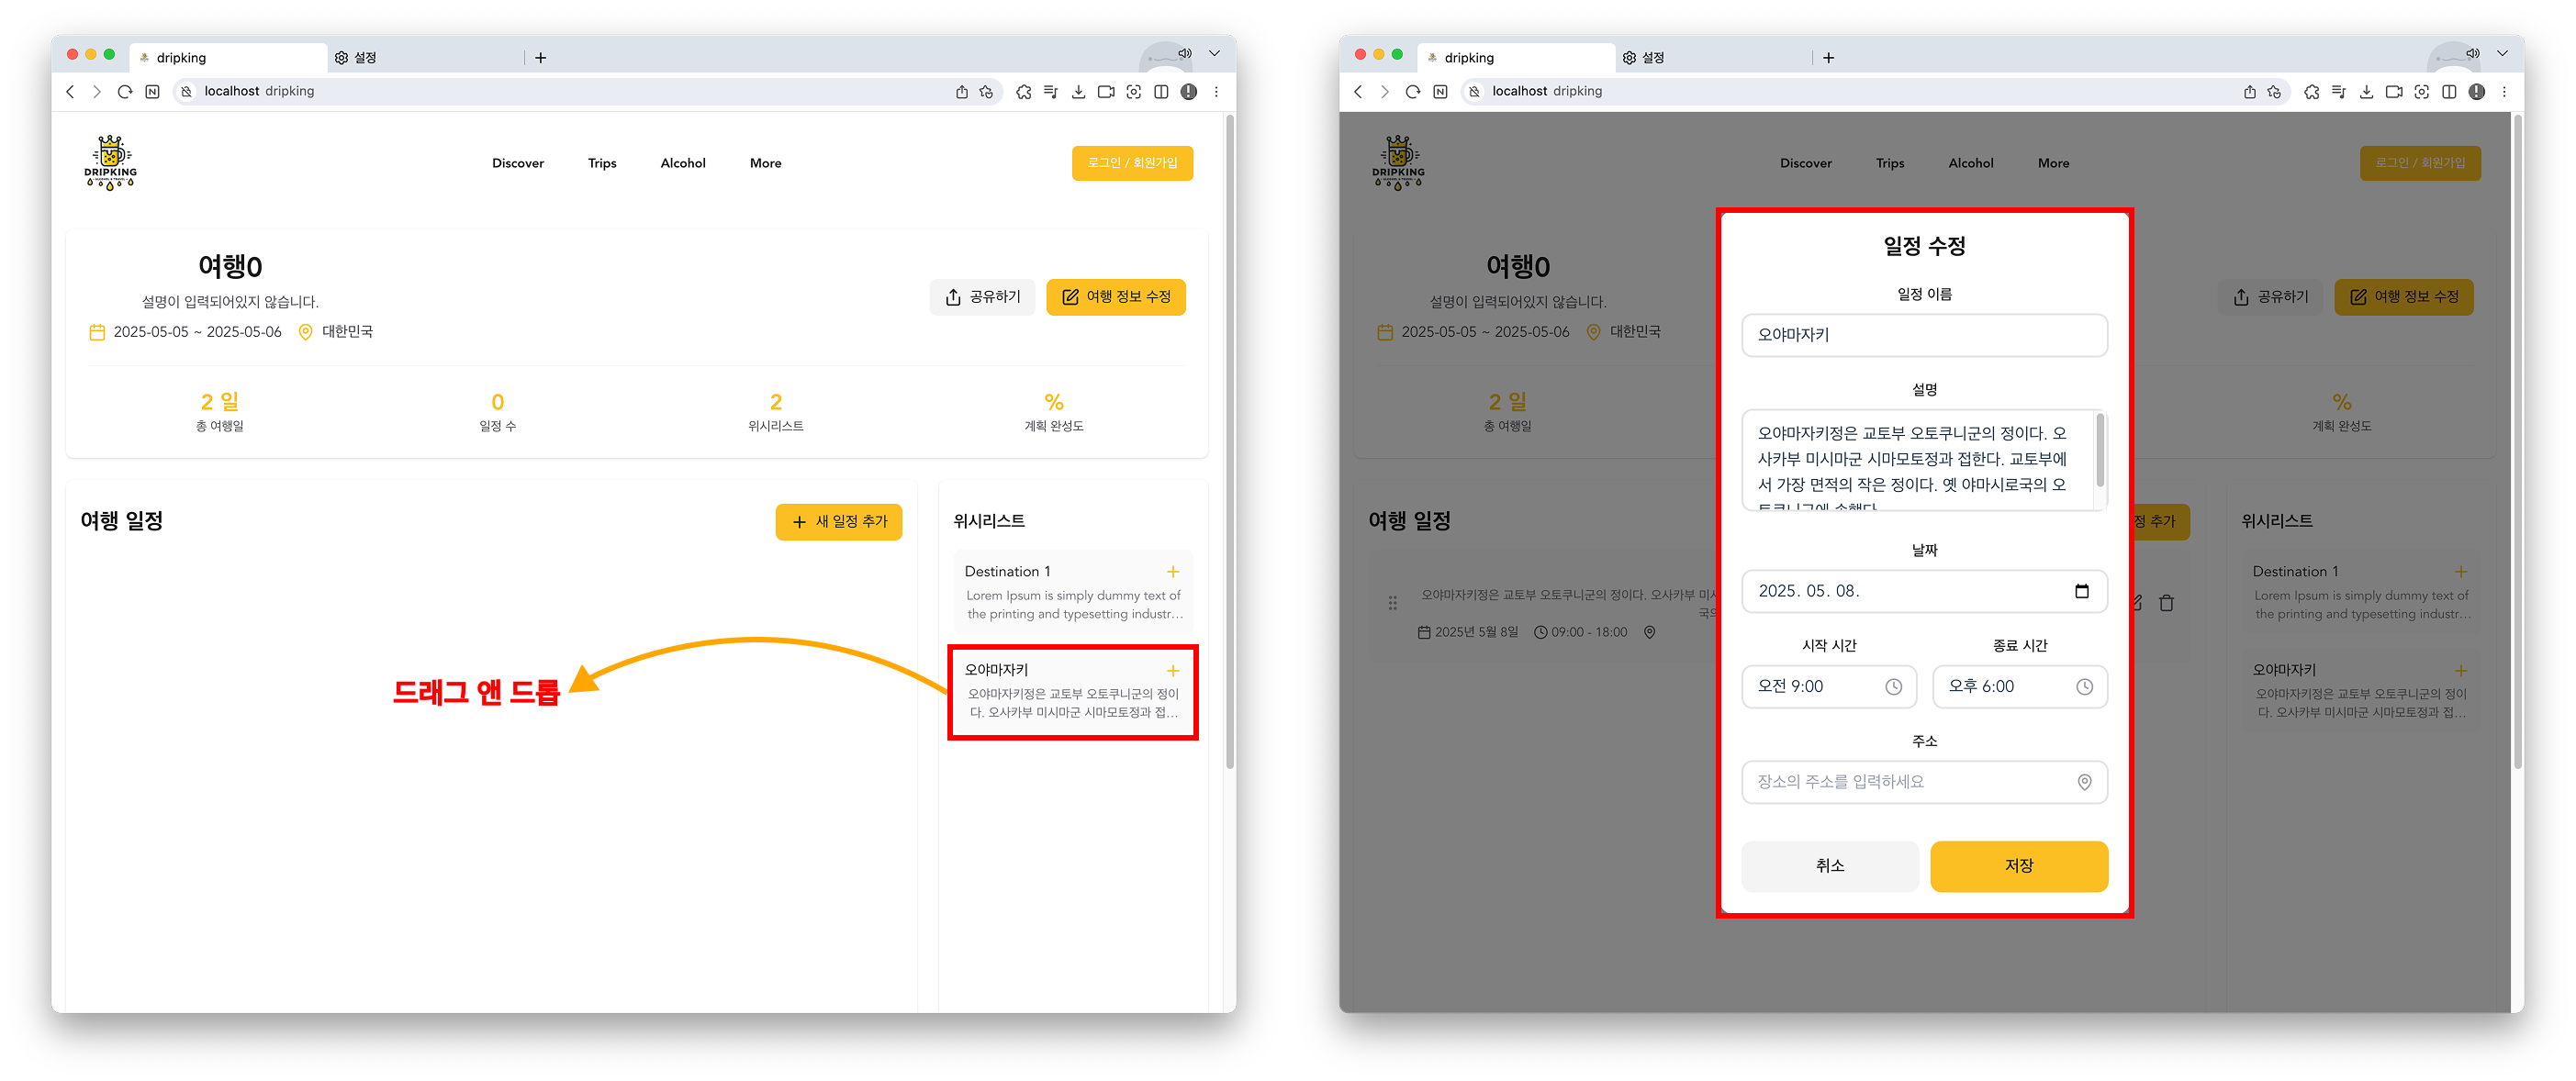 dripking
설정
localhost dripking
DRIPKING
Discover
Trips
Alcohol
More
로그인 / 회원가입
여행0
설명이 입력되어있지 않습니다.
2025-05-05 ~ 2025-05-06
대한민국
공유하기
여행 정보 수정
2 일
총 여행일
0
일정 수
2
위시리스트
%
계획 완성도
여행 일정
새 일정 추가
위시리스트
Destination 1
Lorem Ipsum is simply dummy text of
the printing and typesetting industr...
오야마자키
오야마자키정은 교토부 오토쿠니군의 정이
다. 오사카부 미시마군 시마모토정과 접...
드래그 앤 드롭
dripking
설정
localhost dripking
DRIPKING
Discover
Trips
Alcohol
More
로그인 / 회원가입
여행0
설명이 입력되어있지 않습니다.
2025-05-05 ~ 2025-05-06
대한민국
공유하기
여행 정보 수정
2 일
총 여행일
%
계획 완성도
여행 일정
정 추가
오야마자키정은 교토부 오토쿠니군의 정이다. 오사카부 미
국의
2025년 5월 8일
09:00 - 18:00
위시리스트
Destination 1
Lorem Ipsum is simply dummy text of
the printing and typesetting industr...
오야마자키
오야마자키정은 교토부 오토쿠니군의 정이
다. 오사카부 미시마군 시마모토정과 접...
일정 수정
일정 이름
오야마자키
설명
오야마자키정은 교토부 오토쿠니군의 정이다. 오
사카부 미시마군 시마모토정과 접한다. 교토부에
서 가장 면적의 작은 정이다. 옛 야마시로국의 오
토쿠니군에 속했다
날짜
2025. 05. 08.
시작 시간
종료 시간
오전 9:00
오후 6:00
주소
장소의 주소를 입력하세요
취소
저장